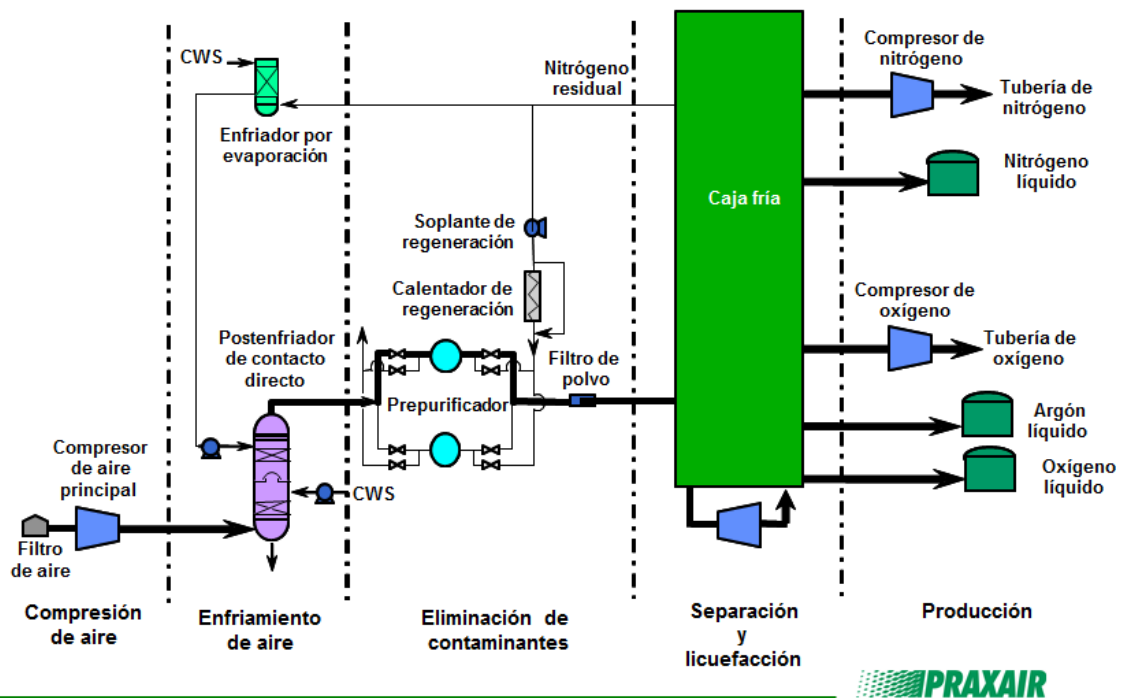 CWS
Enfriador por
evaporación
Nitrógeno
residual
Compresor de
nitrógeno
Tubería de
nitrógeno
Nitrógeno
líquido
Caja fría
Soplante de
regeneración
Calentador de
regeneración
Compresor de
oxígeno
Tubería de
oxígeno
Postenfriador
de contacto
directo
Filtro de
polvo
Prepurificador
Argón
líquido
Oxígeno
líquido
Compresor
de aire
principal
CWS
Filtro
de aire
Compresión
de aire
Enfriamiento
de aire
Eliminación de
contaminantes
Separación
y
licuefacción
Producción
PRAXAIR